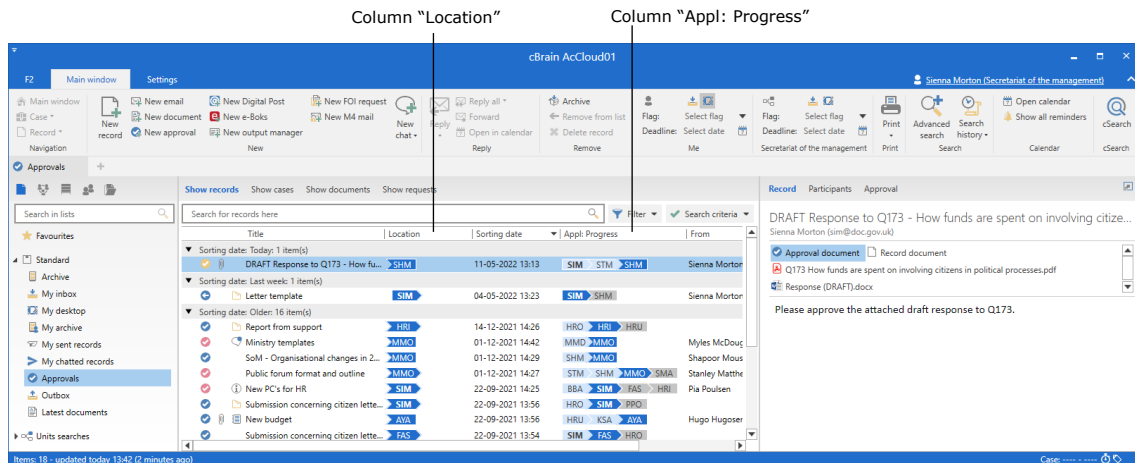 Column “Location”
Column “Appl: Progress”
cBrain AcCloud01
F2
Main window
Settings
Sienna Morton (Secretariat of the management)
Main window
Case
Record
Navigation
New record
New email
New document
New approval
New Digital Post
New e-Boks
New output manager
New FOI request
New M4 mail
New chat
New
Reply
Reply all
Forward
Open in calendar
Reply
Archive
Remove from list
Delete record
Remove
Flag: Select flag
Deadline: Select date
Me
Flag: Select flag
Deadline: Select date
Secretariat of the management
Print
Print
Advanced search
Search history
Search
Open calendar
Show all reminders
Calendar
cSearch
cSearch
Approvals
Search in lists
Favourites
Standard
Archive
My inbox
My desktop
My archive
My sent records
My chatted records
Approvals
Outbox
Latest documents
Units searches
Show records Show cases Show documents Show requests
Search for records here
Filter
Search criteria
Title Location Sorting date Appl: Progress From
Sorting date: Today: 1 item(s)
DRAFT Response to Q173 - How fu... SHM 11-05-2022 13:13 SIM STM SHM Sienna Morton
Sorting date: Last week: 1 item(s)
Letter template SIM 04-05-2022 13:23 SIM SHM Sienna Morton
Sorting date: Older: 16 item(s)
Report from support HRI 14-12-2021 14:26 HRO HRI HRU
Ministry templates MMO 01-12-2021 14:42 MMD MMO Myles McDoug
SoM - Organisational changes in 2... MMO 01-12-2021 14:29 SHM MMO Shapoor Mous
Public forum format and outline MMO 01-12-2021 14:27 STM SHM MMO SMA Stanley Matthe
New PC's for HR SIM 22-09-2021 14:25 BBA SIM FAS HRI Pia Poulsen
Submission concerning citizen lette... SIM 22-09-2021 13:56 HRO SIM PPO
New budget AYA 22-09-2021 13:56 HRU KSA AYA Hugo Hugoser
Submission concerning citizen lette... FAS 22-09-2021 13:54 SIM FAS HRO
Record Participants Approval
DRAFT Response to Q173 - How funds are spent on involving citize...
Sienna Morton (sim@doc.gov.uk)
Approval document Record document
Q173 How funds are spent on involving citizens in political processes.pdf
Response (DRAFT).docx
Please approve the attached draft response to Q173.
Items: 18 - updated today 13:42 (2 minutes ago)
Case: ---- - ----